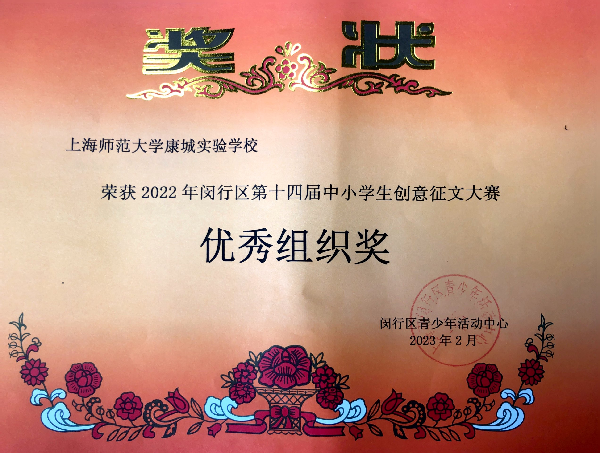 奖状
上海师范大学康城实验学校
荣获 2022 年闵行区第十四届中小学生创意征文大赛
优秀组织奖
闵行区青少年活动中心
2023 年 2 月